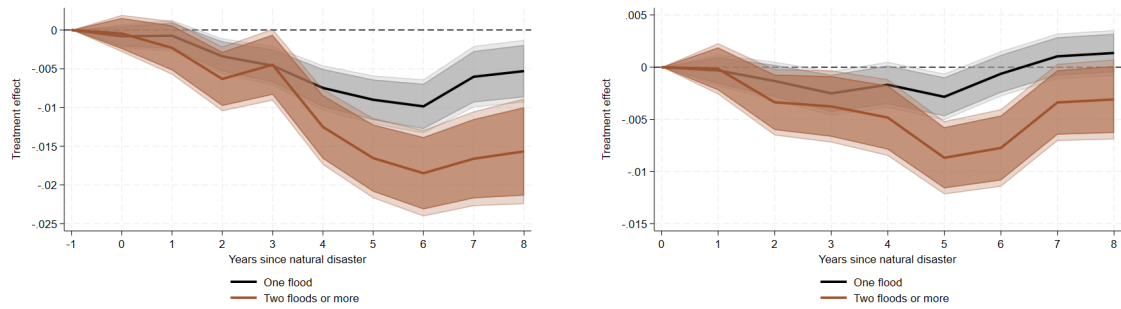 0
-.005
-.01
-.015
-.02
-.025
Treatment effect
-1 0 1 2 3 4 5 6 7 8
Years since natural disaster
One flood
Two floods or more
.005
0
-.005
-.01
-.015
Treatment effect
0 1 2 3 4 5 6 7 8
Years since natural disaster
One flood
Two floods or more